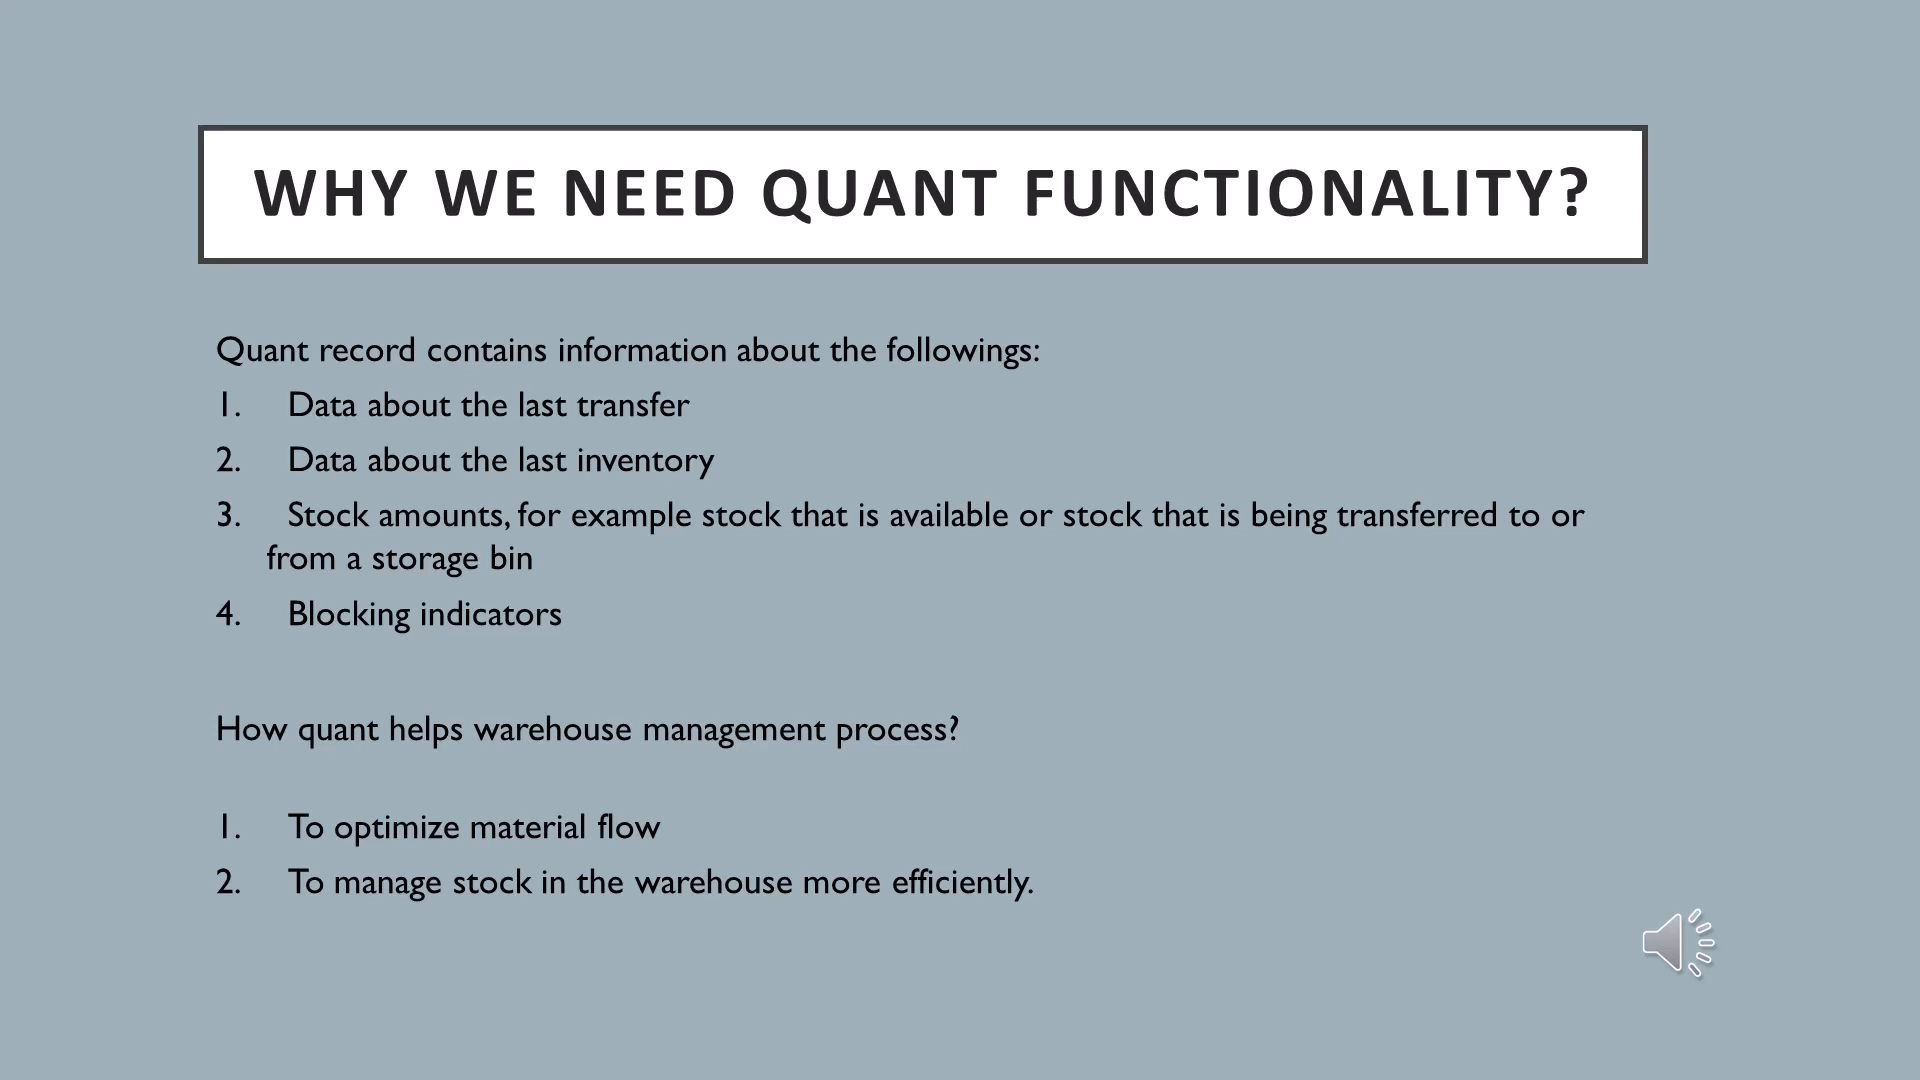 WHY WE NEED QUANT FUNCTIONALITY?
Quant record contains information about the followings:
1. Data about the last transfer
2. Data about the last inventory
3. Stock amounts, for example stock that is available or stock that is being transferred to or
from a storage bin
4. Blocking indicators
How quant helps warehouse management process?
1. To optimize material flow
2. To manage stock in the warehouse more efficiently.